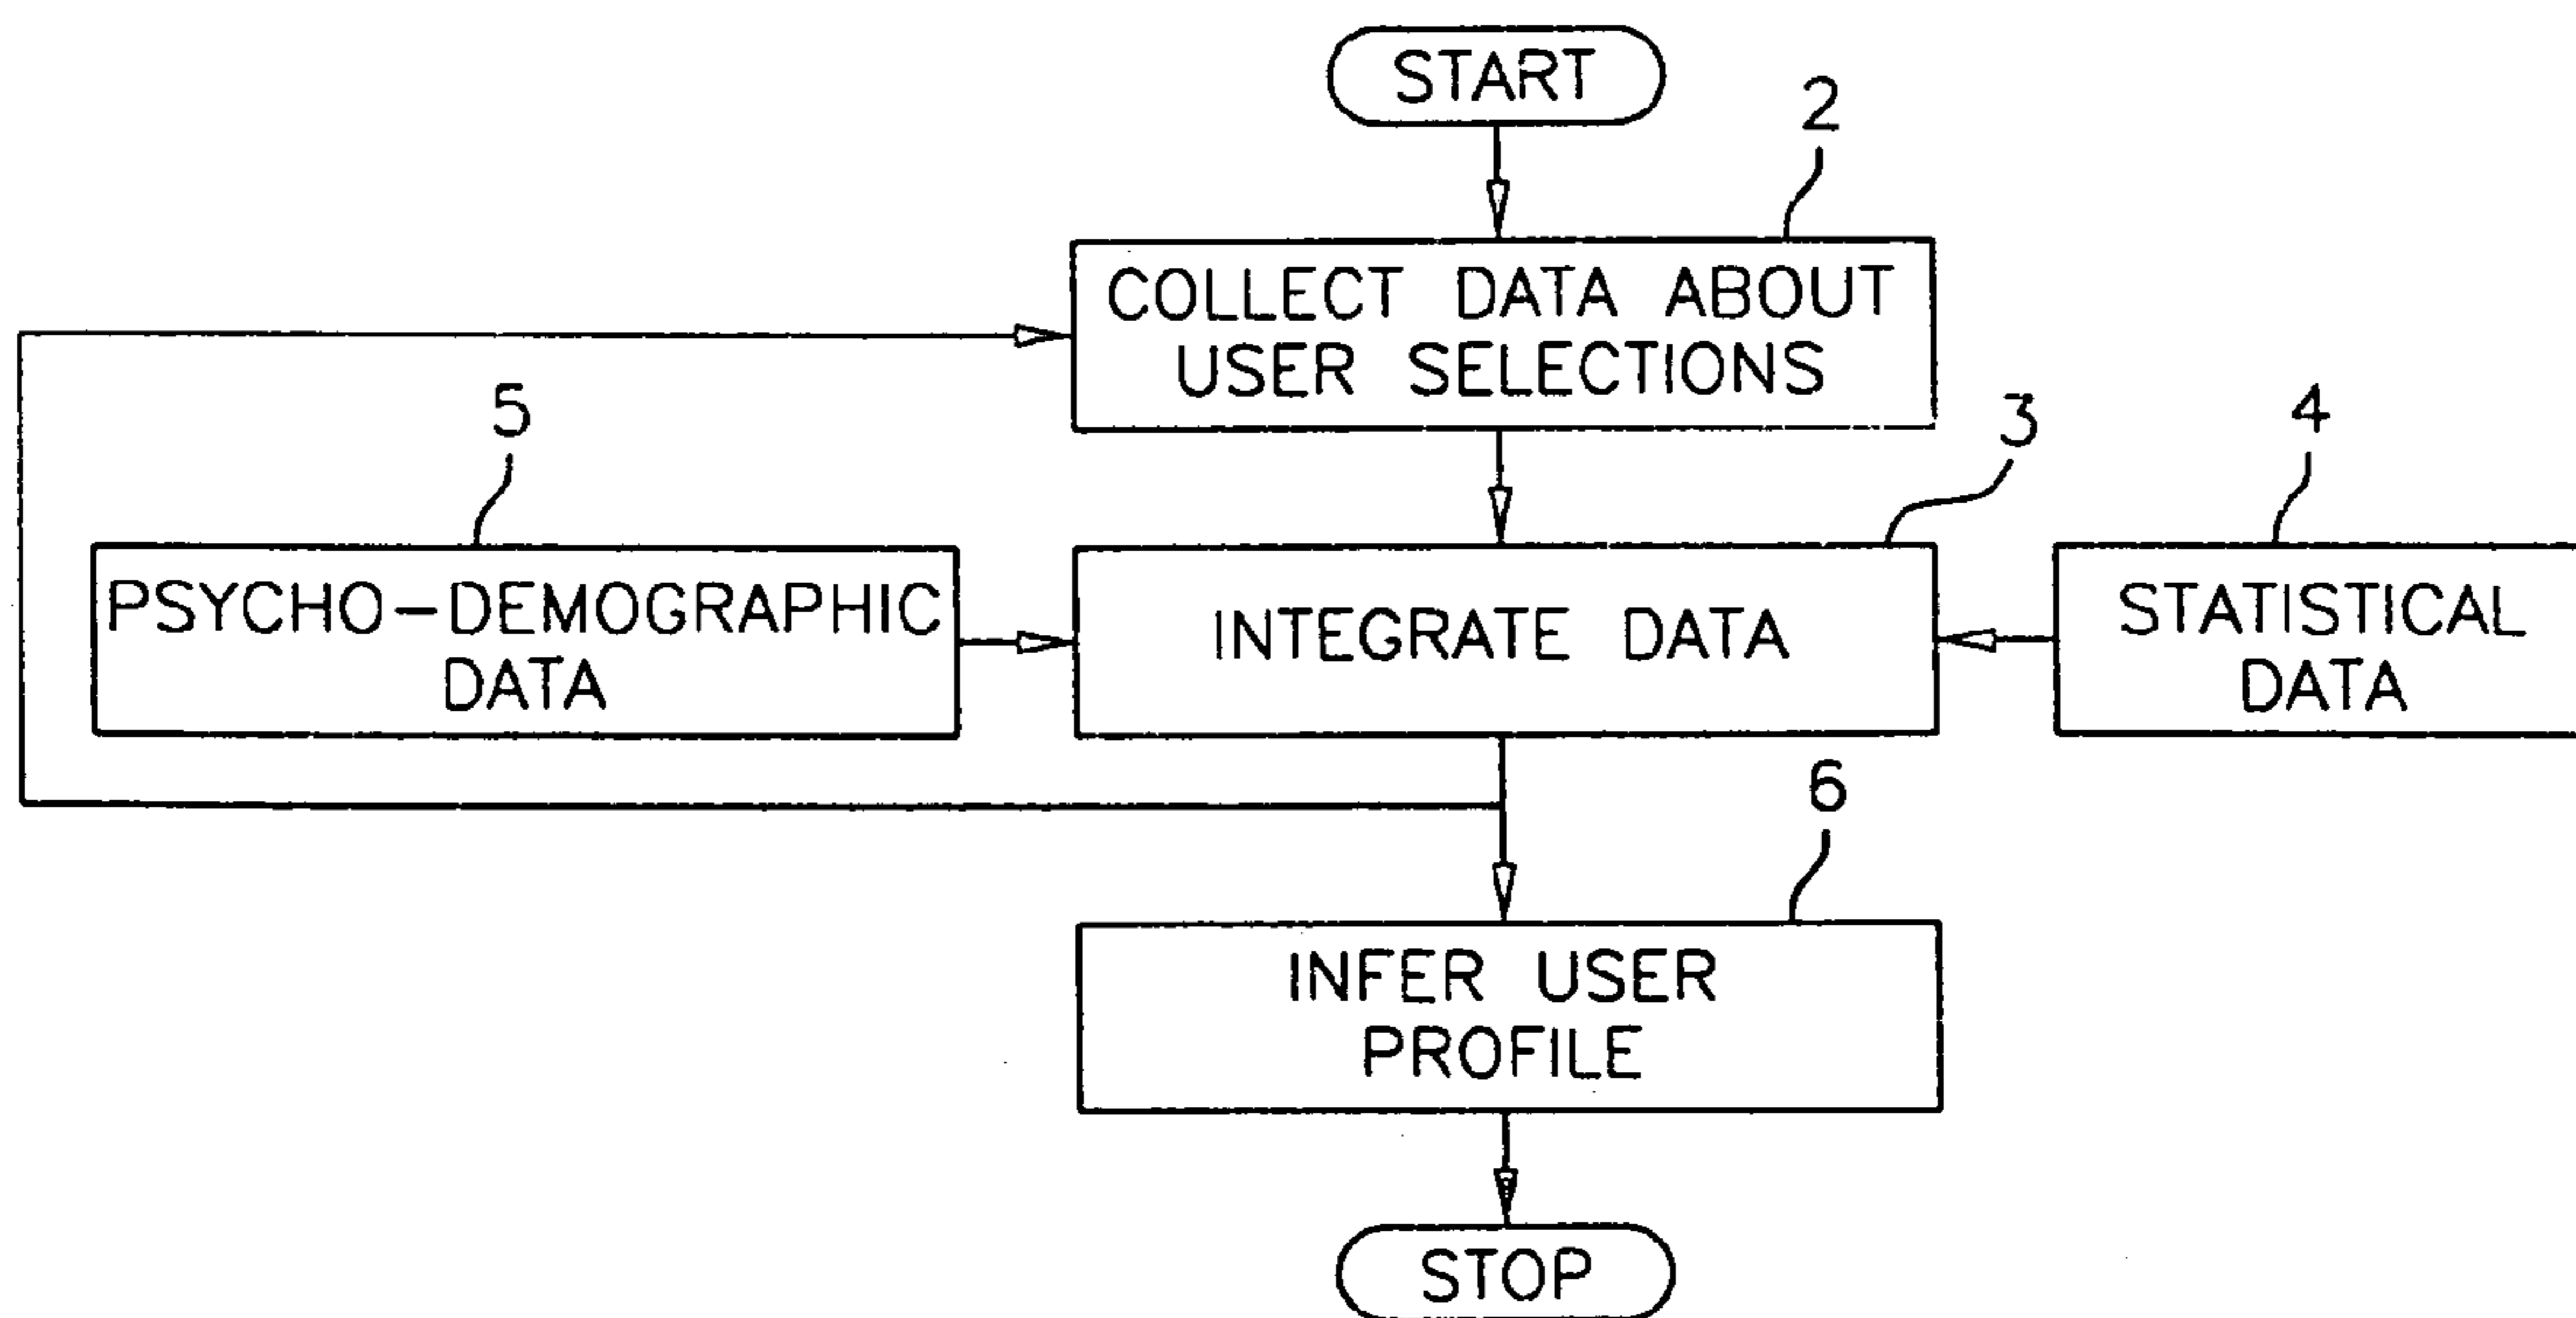 START
2
COLLECT DATA ABOUT
USER SELECTIONS
5
3
4
PSYCHO-DEMOGRAPHIC
DATA
INTEGRATE DATA
STATISTICAL
DATA
6
INFER USER
PROFILE
STOP